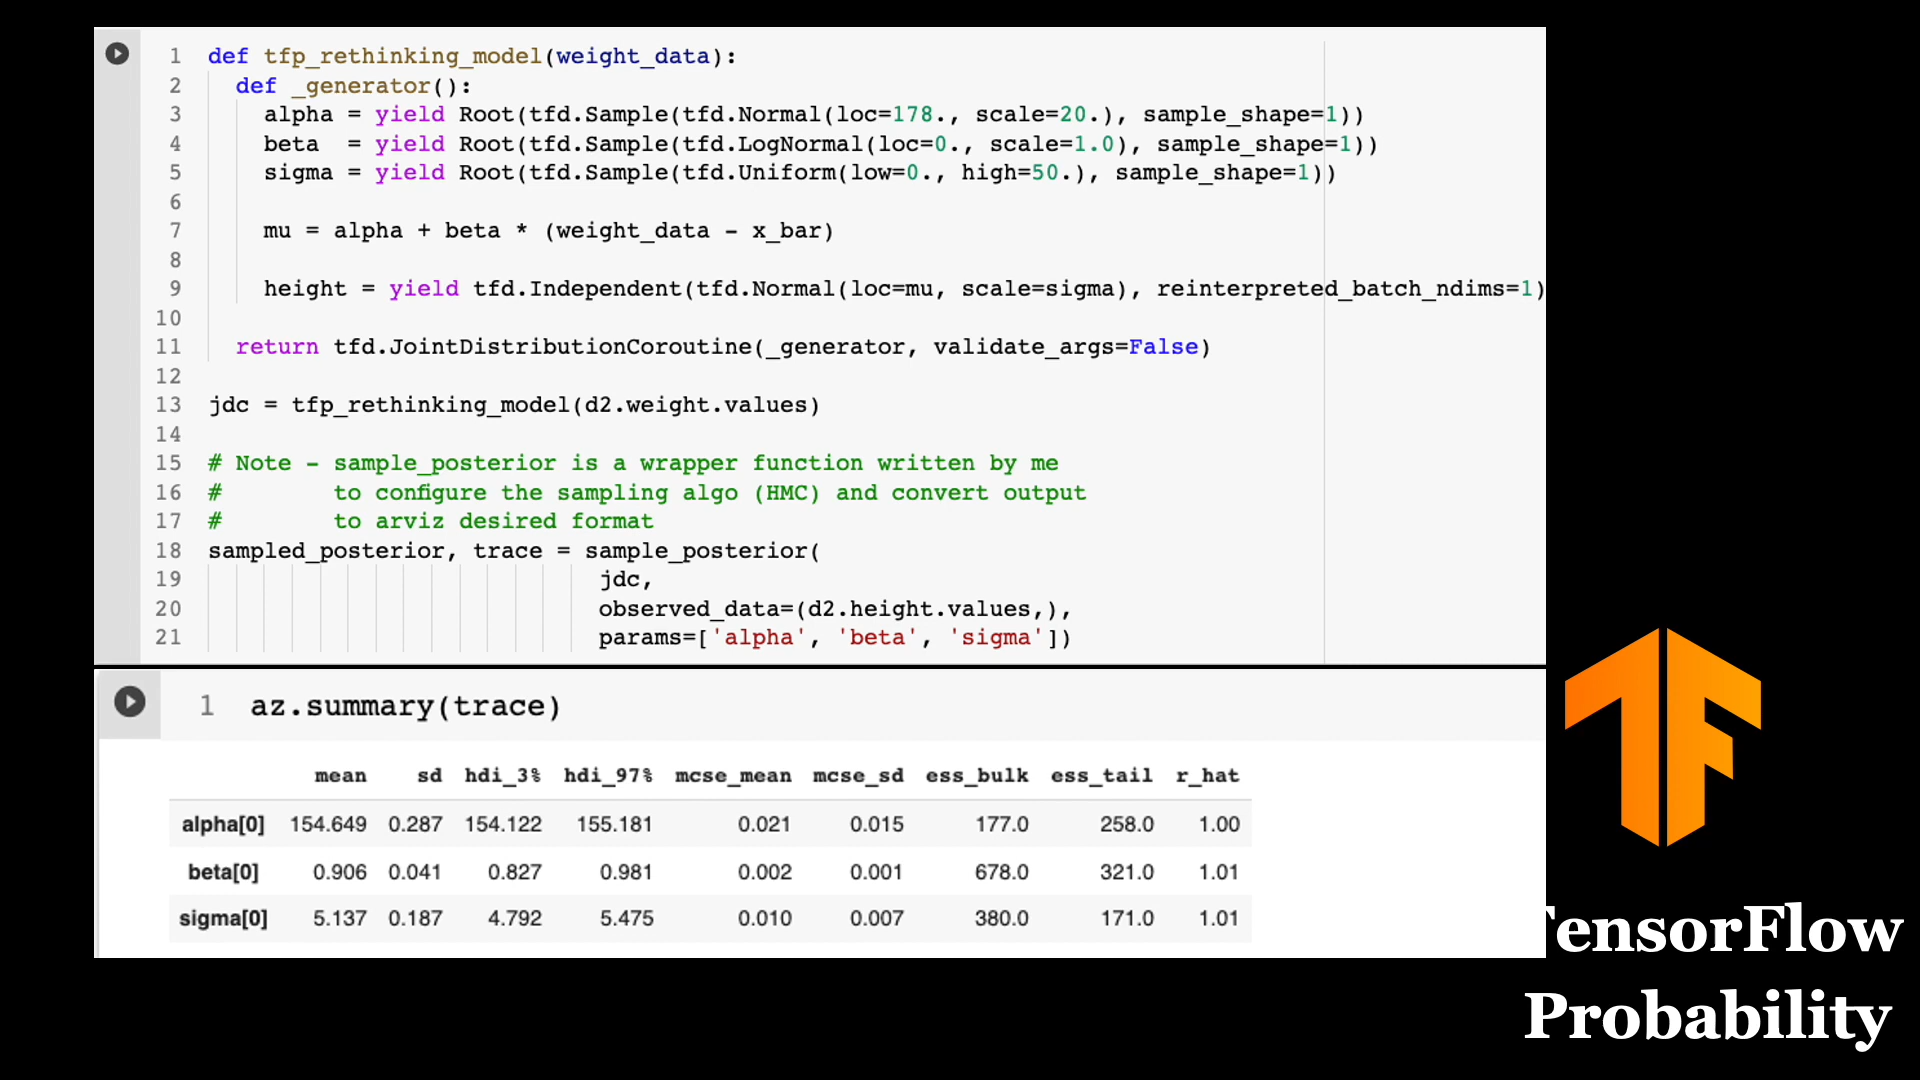 1 def tfp_rethinking_model(weight_data):
2 def _generator():
3 alpha = yield Root(tfd.Sample(tfd.Normal(loc=178., scale=20.), sample_shape=1))
4 beta  = yield Root(tfd.Sample(tfd.LogNormal(loc=0., scale=1.0), sample_shape=1))
5 sigma = yield Root(tfd.Sample(tfd.Uniform(low=0., high=50.), sample_shape=1))
6
7 mu = alpha + beta * (weight_data - x_bar)
8
9 height = yield tfd.Independent(tfd.Normal(loc=mu, scale=sigma), reinterpreted_batch_ndims=1)
10
11 return tfd.JointDistributionCoroutine(_generator, validate_args=False)
12
13 jdc = tfp_rethinking_model(d2.weight.values)
14
15 # Note - sample_posterior is a wrapper function written by me
16 # to configure the sampling algo (HMC) and convert output
17 # to arviz desired format
18 sampled_posterior, trace = sample_posterior(
19 jdc,
20 observed_data=(d2.height.values,),
21 params=['alpha', 'beta', 'sigma'])
1 az.summary(trace)
mean sd hdi_3% hdi_97% mcse_mean mcse_sd ess_bulk ess_tail r_hat
alpha[0] 154.649 0.287 154.122 155.181 0.021 0.015 177.0 258.0 1.00
beta[0] 0.906 0.041 0.827 0.981 0.002 0.001 678.0 321.0 1.01
sigma[0] 5.137 0.187 4.792 5.475 0.010 0.007 380.0 171.0 1.01
TensorFlow
Probability